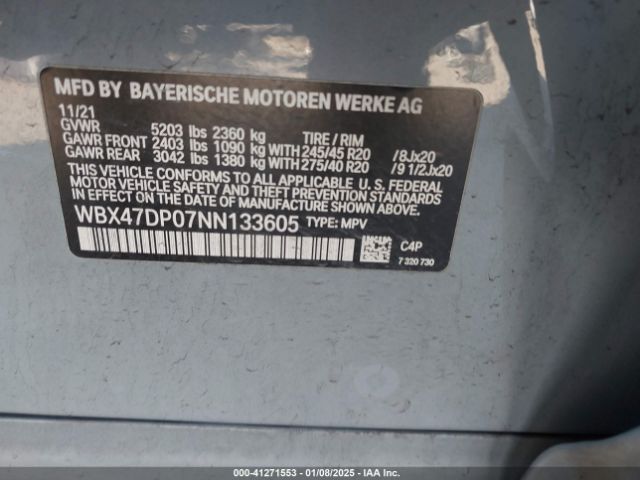 MFD BY BAYERISCHE MOTOREN WERKE AG
11/21
GVWR 5203 lbs 2360 kg TIRE / RIM
GAWR FRONT 2403 lbs 1090 kg WITH 245/45 R20 /8Jx20
GAWR REAR 3042 lbs 1380 kg WITH 275/40 R20 /9 1/2Jx20
THIS VEHICLE CONFORMS TO ALL APPLICABLE U.S. FEDERAL
MOTOR VEHICLE SAFETY AND THEFT PREVENTION STANDARDS
IN EFFECT ON THE DATE OF MANUFACTURE SHOWN ABOVE.
WBX47DP07NN133605 TYPE: MPV
C4P
7 320 730
000-41271553 - 01/08/2025 - IAA Inc.